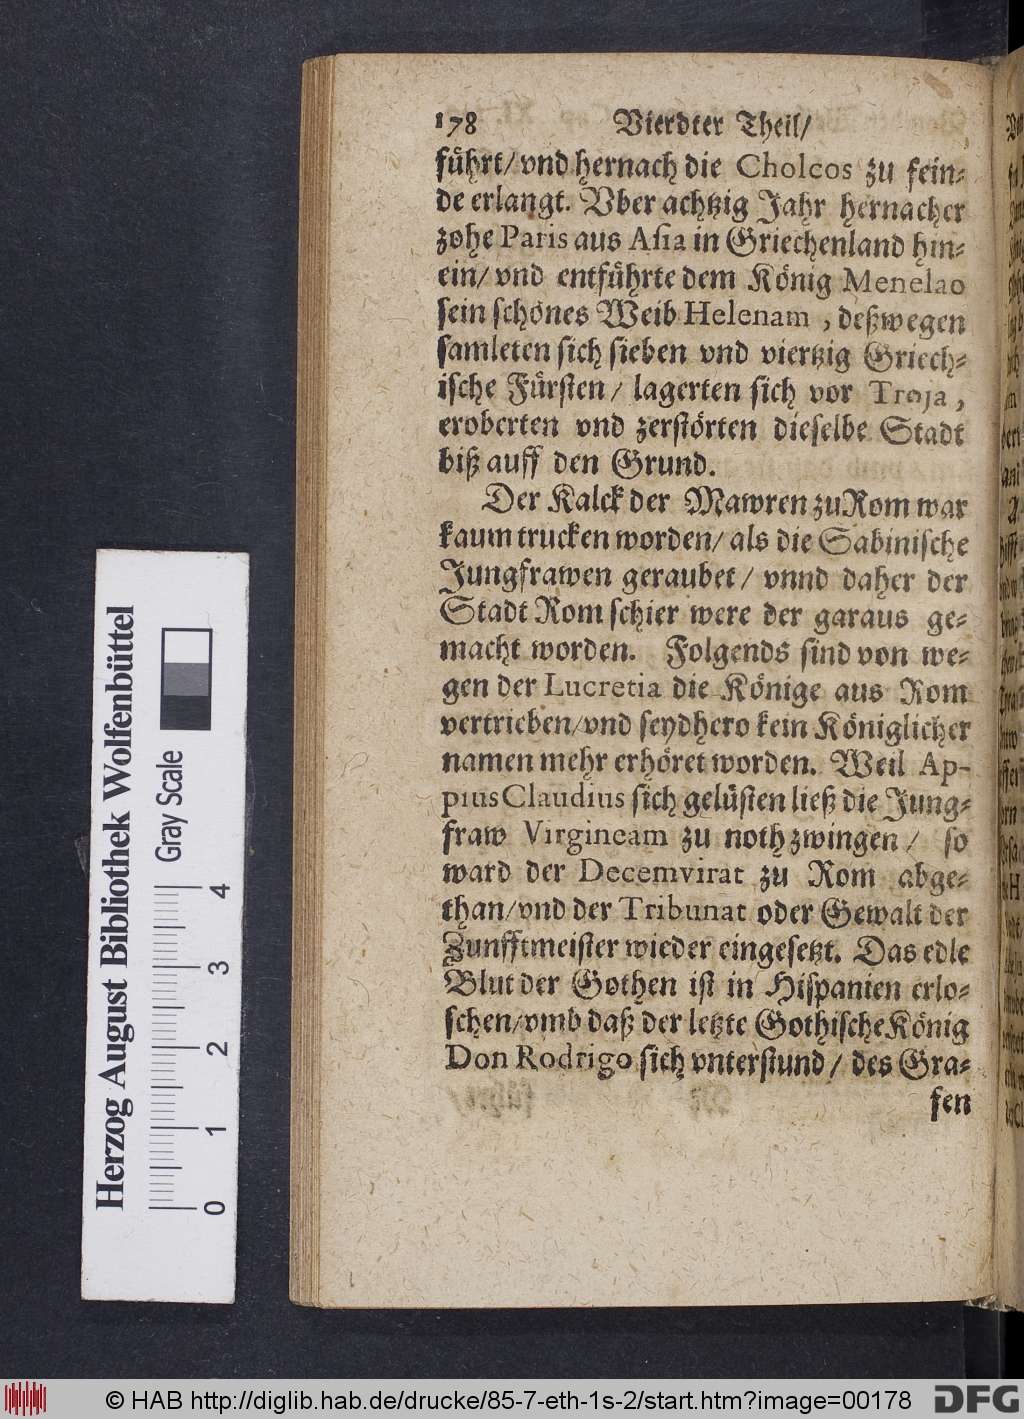 178 Vierdter Theil/
führt/ vnd hernach die Cholcos zu fein-
de erlangt. Vber achtzig Jahr hernacher
zohe Paris aus Asia in Griechenland hin-
ein/ vnd entführte dem König Menelao
sein schönes Weib Helenam, deßwegen
samleten sich sieben vnd viertzig Griech-
ische Fürsten/ lagerten sich vor Troja,
eroberten vnd zerstörten dieselbe Stadt
biß auff den Grund.
Der Kalck der Mawren zu Rom war
kaum trucken worden/ als die Sabinische
Jungfrawen geraubet/ vnnd daher der
Stadt Rom schier were der garaus ge-
macht worden. Folgends sind von we-
gen der Lucretia die Könige aus Rom
vertrieben/ vnd seydhero kein Königlicher
namen mehr erhöret worden. Weil Ap-
pius Claudius sich gelüsten ließ die Jung-
fraw Virgineam zu nothzwingen/ so
ward der Decemvirat zu Rom abge-
than/ vnd der Tribunat oder Gewalt der
Zunfftmeister wieder eingesetzt. Das edle
Blut der Gothen ist in Hispanien erlo-
schen/ vmb daß der letzte Gothische König
Don Rodrigo sich vnterstund/ des Gra-
fen
Herzog August Bibliothek Wolfenbüttel
Gray Scale
0 1 2 3 4
© HAB http://diglib.hab.de/drucke/85-7-eth-1s-2/start.htm?image=00178
DFG